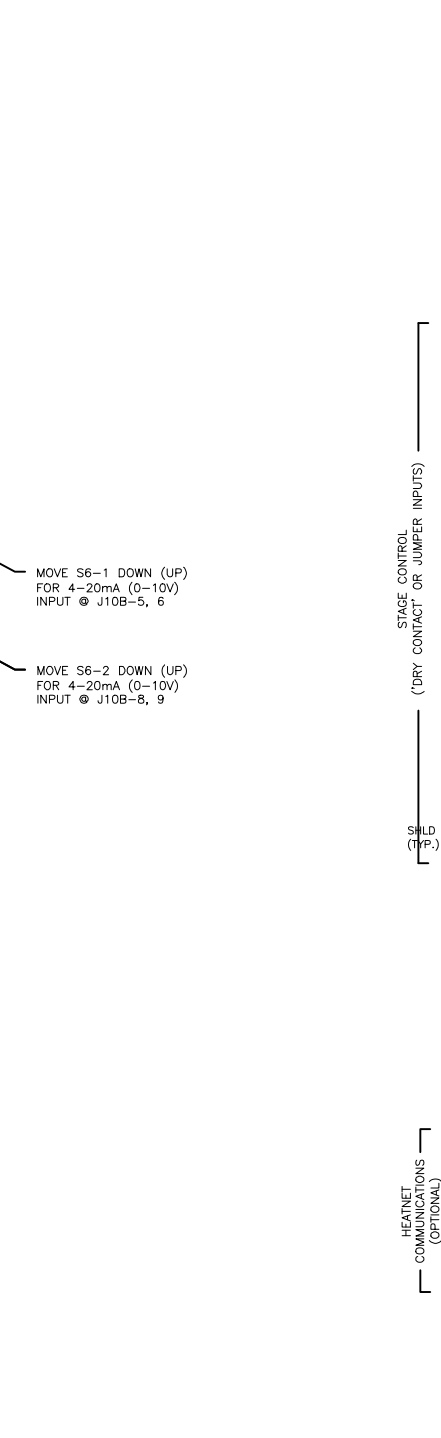 STAGE CONTROL
('DRY CONTACT' OR JUMPER INPUTS)
MOVE S6-1 DOWN (UP)
FOR 4-20mA (0-10V)
INPUT @ J10B-5, 6
MOVE S6-2 DOWN (UP)
FOR 4-20mA (0-10V)
INPUT @ J10B-8, 9
SHLD
(TYP.)
HEATNET
COMMUNICATIONS
(OPTIONAL)